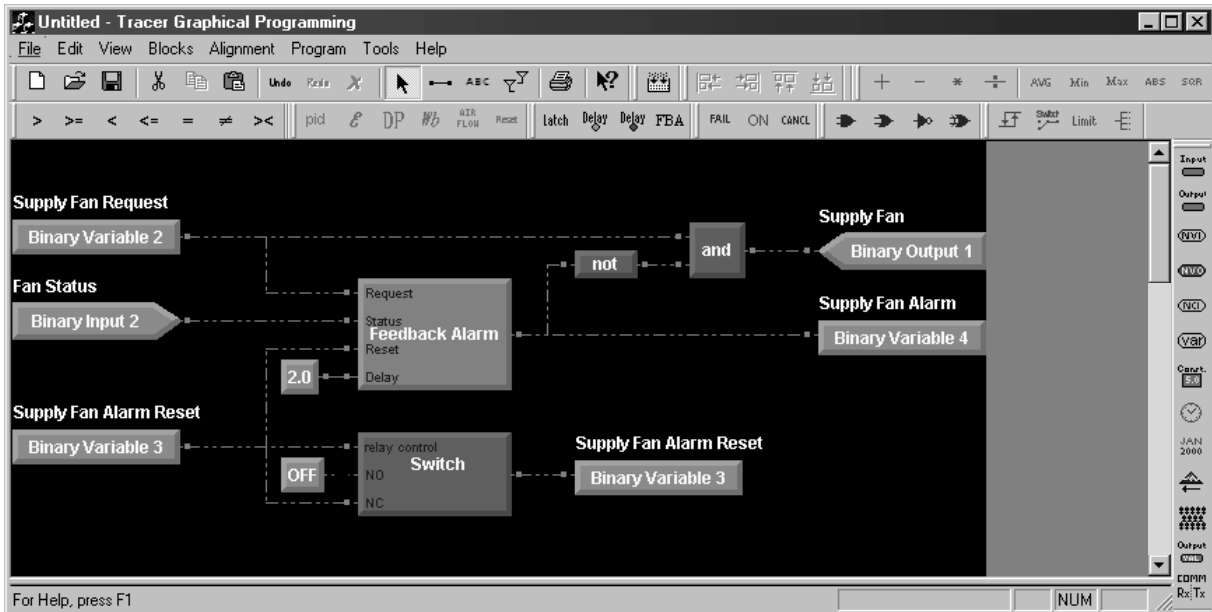 Untitled - Tracer Graphical Programming
File Edit View Blocks Alignment Program Tools Help
Undo Redo ABC AVG Min Max ABS SQR
> >= < <= = ≠ >< pid DP Wb AIR FLOW Reset latch Delay Delay FBA FAIL ON CANCL Switch Limit
Supply Fan Request
Binary Variable 2
Fan Status
Binary Input 2
Supply Fan Alarm Reset
Binary Variable 3
Request
Status
Feedback Alarm
Reset
2.0
Delay
relay control
Switch
OFF
NO
NC
not
and
Supply Fan
Binary Output 1
Supply Fan Alarm
Binary Variable 4
Supply Fan Alarm Reset
Binary Variable 3
Input
Output
NVI
NVO
NCI
Var
Const.
5.0
JAN
2000
Output
VAL
COMM
Rx Tx
For Help, press F1
NUM